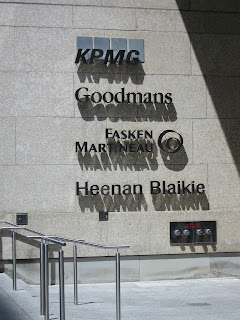 KPMG
Goodmans
FASKEN
MARTINEAU
Heenan Blaikie